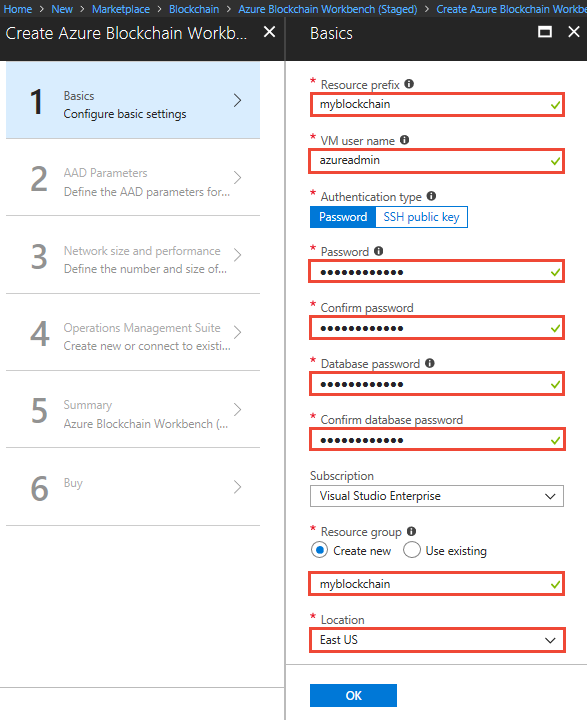 Home > New > Marketplace > Blockchain > Azure Blockchain Workbench (Staged) > Create Azure Blockchain Workbe
Create Azure Blockchain Workb...
1
Basics
Configure basic settings
2
AAD Parameters
Define the AAD parameters for...
3
Network size and performance
Define the number and size of...
4
Operations Management Suite
Create new or connect to existi...
5
Summary
Azure Blockchain Workbench (...
6
Buy
Basics
* Resource prefix
myblockchain
* VM user name
azureadmin
* Authentication type
Password SSH public key
* Password
●●●●●●●●●●●●
* Confirm password
●●●●●●●●●●●●
* Database password
●●●●●●●●●●●●
* Confirm database password
●●●●●●●●●●●●
Subscription
Visual Studio Enterprise
* Resource group
Create new Use existing
myblockchain
* Location
East US
OK